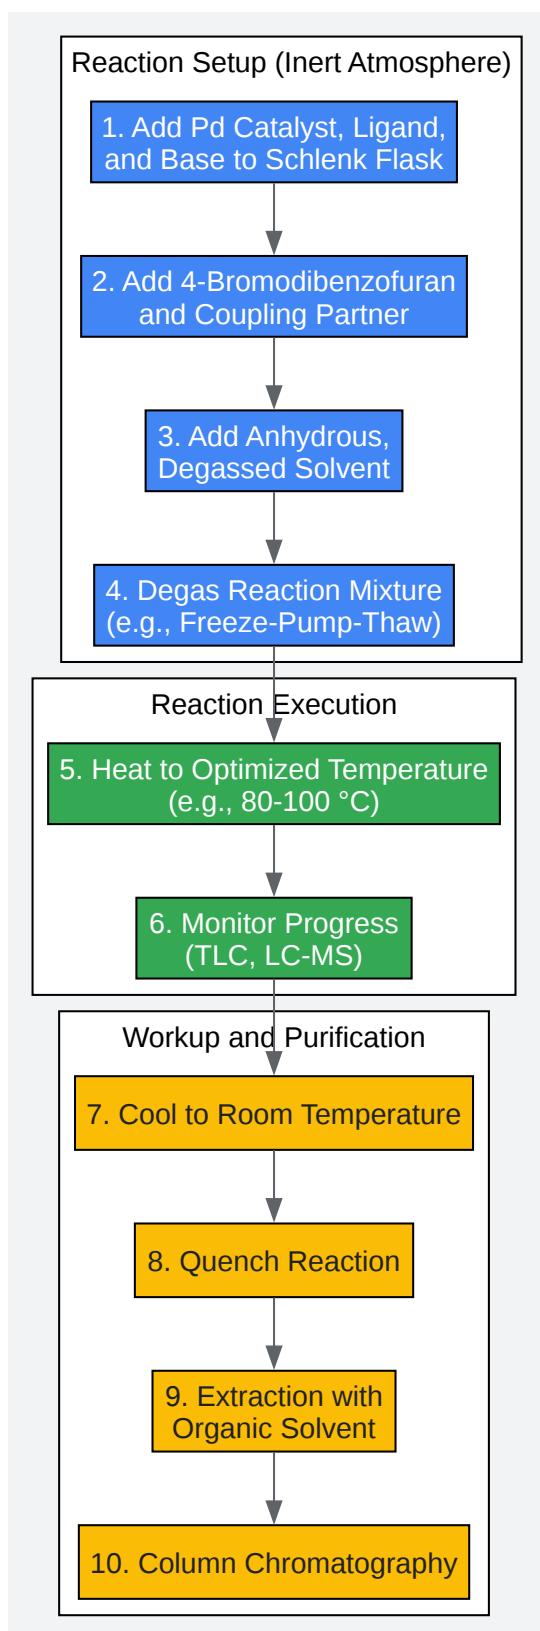 Reaction Setup (Inert Atmosphere)
1. Add Pd Catalyst, Ligand,
and Base to Schlenk Flask
2. Add 4-Bromodibenzofuran
and Coupling Partner
3. Add Anhydrous,
Degassed Solvent
4. Degas Reaction Mixture
(e.g., Freeze-Pump-Thaw)
Reaction Execution
5. Heat to Optimized Temperature
(e.g., 80-100 °C)
6. Monitor Progress
(TLC, LC-MS)
Workup and Purification
7. Cool to Room Temperature
8. Quench Reaction
9. Extraction with
Organic Solvent
10. Column Chromatography